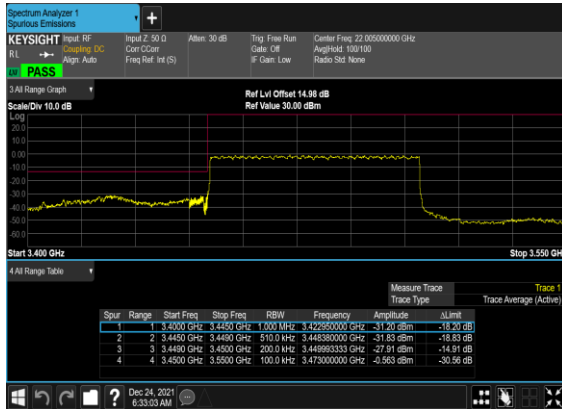 Spectrum Analyzer 1
Spurious Emissions
KEYSIGHT
RL
Input: RF
Coupling: DC
Align: Auto
Input Z: 50 Ω
Corr CCorr
Freq Ref: Int (S)
Atten: 30 dB
Trig: Free Run
Gate: Off
IF Gain: Low
Center Freq: 22.005000000 GHz
Avg|Hold: 100/100
Radio Std: None
PASS
3 All Range Graph
Scale/Div 10.0 dB
Ref Lvl Offset 14.98 dB
Ref Value 30.00 dBm
Log
20.0
10.0
0.00
-10.0
-20.0
-30.0
-40.0
-50.0
-60.0
Start 3.400 GHz
Stop 3.550 GHz
4 All Range Table
Measure Trace Trace 1
Trace Type Trace Average (Active)
Spur Range Start Freq Stop Freq RBW Frequency Amplitude ΔLimit
1 1 3.4000 GHz 3.4450 GHz 1.000 MHz 3.422950000 GHz -31.20 dBm -18.20 dB
2 2 3.4450 GHz 3.4490 GHz 510.0 kHz 3.448380000 GHz -31.83 dBm -18.83 dB
3 3 3.4490 GHz 3.4500 GHz 200.0 kHz 3.449993333 GHz -27.91 dBm -14.91 dB
4 4 3.4500 GHz 3.5500 GHz 100.0 kHz 3.473000000 GHz -0.563 dBm -30.56 dB
Dec 24, 2021
6:33:03 AM